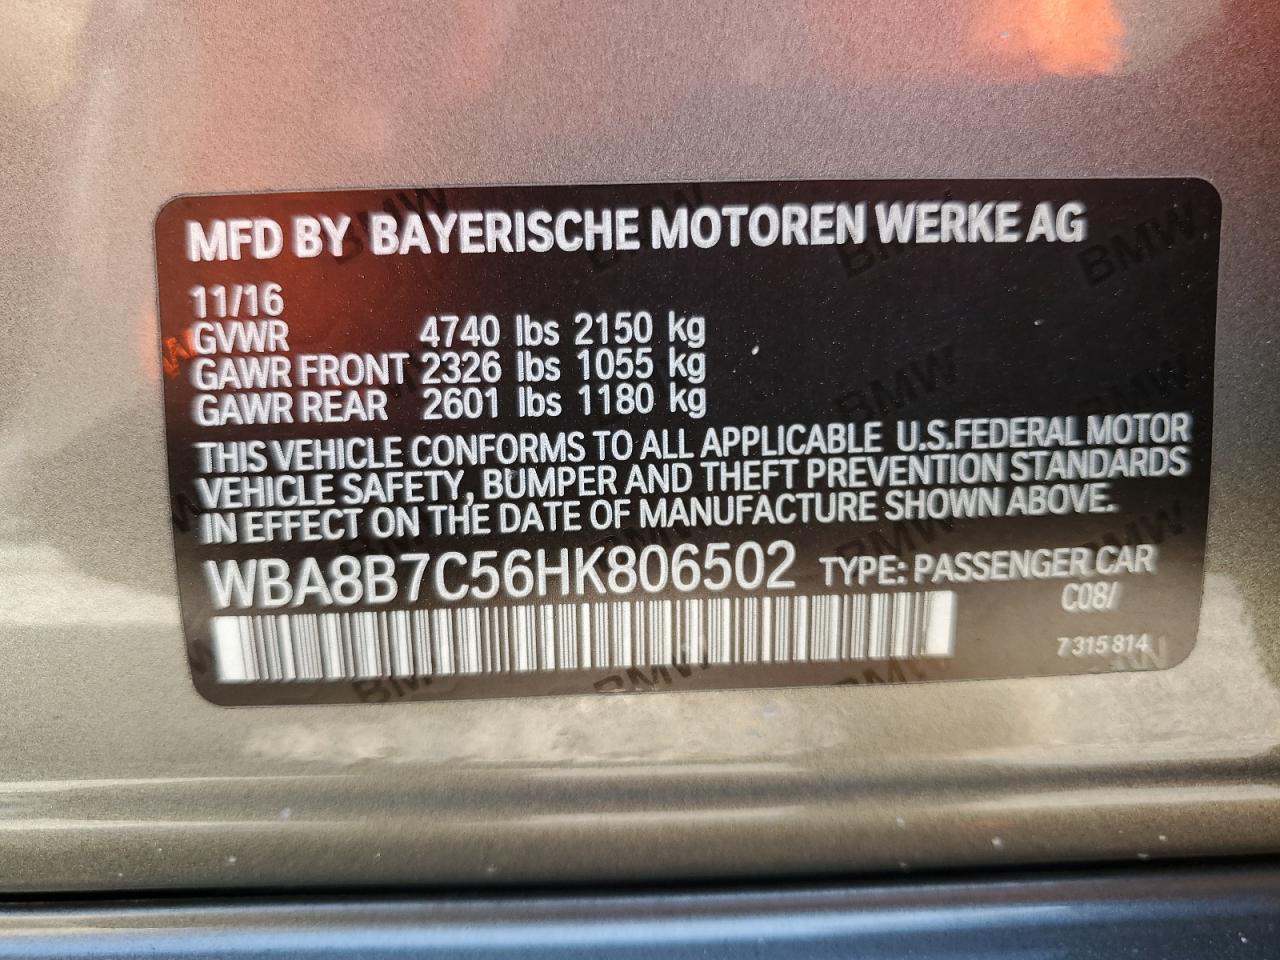 MFD BY BAYERISCHE MOTOREN WERKE AG
11/16
GVWR 4740 lbs 2150 kg
GAWR FRONT 2326 lbs 1055 kg
GAWR REAR 2601 lbs 1180 kg
THIS VEHICLE CONFORMS TO ALL APPLICABLE U.S.FEDERAL MOTOR
VEHICLE SAFETY, BUMPER AND THEFT PREVENTION STANDARDS
IN EFFECT ON THE DATE OF MANUFACTURE SHOWN ABOVE.
WBA8B7C56HK806502 TYPE: PASSENGER CAR
C08/
7 315 814